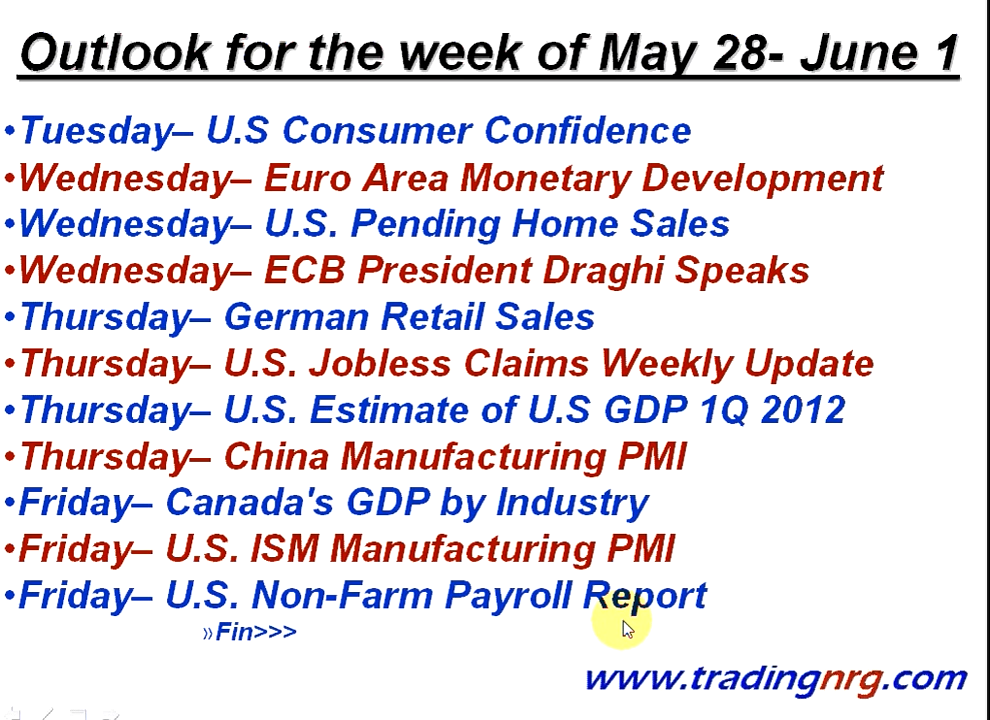 Outlook for the week of May 28- June 1
•Tuesday– U.S Consumer Confidence
•Wednesday– Euro Area Monetary Development
•Wednesday– U.S. Pending Home Sales
•Wednesday– ECB President Draghi Speaks
•Thursday– German Retail Sales
•Thursday– U.S. Jobless Claims Weekly Update
•Thursday– U.S. Estimate of U.S GDP 1Q 2012
•Thursday– China Manufacturing PMI
•Friday– Canada's GDP by Industry
•Friday– U.S. ISM Manufacturing PMI
•Friday– U.S. Non-Farm Payroll Report
»Fin>>>
www.tradingnrg.com